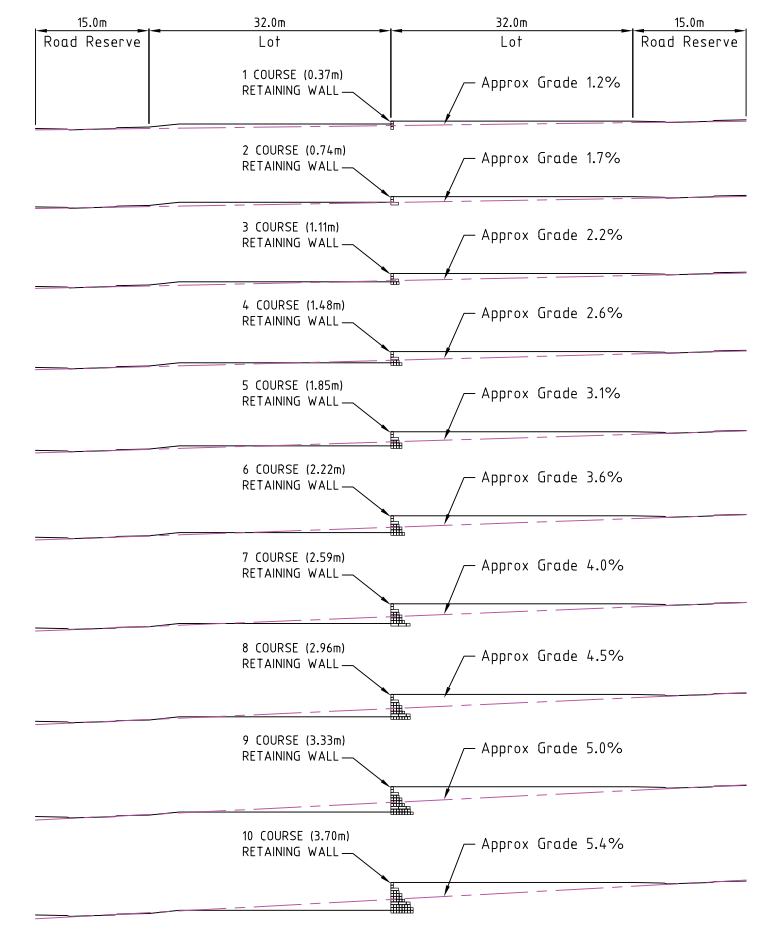 15.0m 32.0m 32.0m 15.0m
Road Reserve Lot Lot Road Reserve
1 COURSE (0.37m)
RETAINING WALL
Approx Grade 1.2%
2 COURSE (0.74m)
RETAINING WALL
Approx Grade 1.7%
3 COURSE (1.11m)
RETAINING WALL
Approx Grade 2.2%
4 COURSE (1.48m)
RETAINING WALL
Approx Grade 2.6%
5 COURSE (1.85m)
RETAINING WALL
Approx Grade 3.1%
6 COURSE (2.22m)
RETAINING WALL
Approx Grade 3.6%
7 COURSE (2.59m)
RETAINING WALL
Approx Grade 4.0%
8 COURSE (2.96m)
RETAINING WALL
Approx Grade 4.5%
9 COURSE (3.33m)
RETAINING WALL
Approx Grade 5.0%
10 COURSE (3.70m)
RETAINING WALL
Approx Grade 5.4%